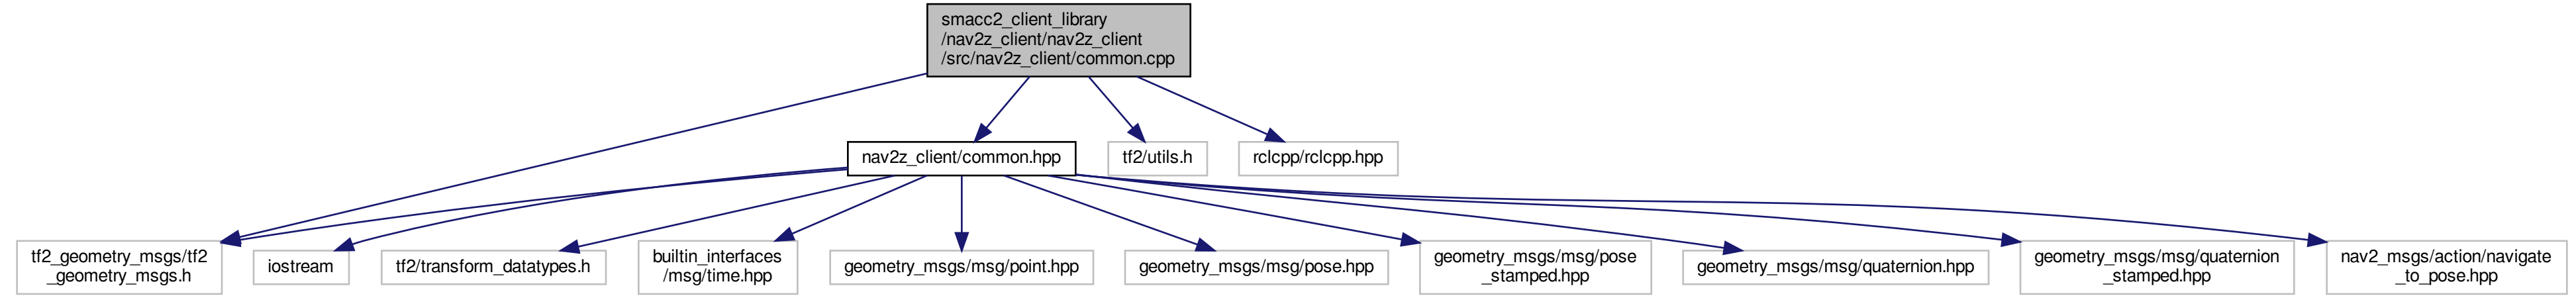 smacc2_client_library
/nav2z_client/nav2z_client
/src/nav2z_client/common.cpp
nav2z_client/common.hpp
tf2/utils.h
rclcpp/rclcpp.hpp
tf2_geometry_msgs/tf2
_geometry_msgs.h
iostream
tf2/transform_datatypes.h
builtin_interfaces
/msg/time.hpp
geometry_msgs/msg/point.hpp
geometry_msgs/msg/pose.hpp
geometry_msgs/msg/pose
_stamped.hpp
geometry_msgs/msg/quaternion.hpp
geometry_msgs/msg/quaternion
_stamped.hpp
nav2_msgs/action/navigate
_to_pose.hpp